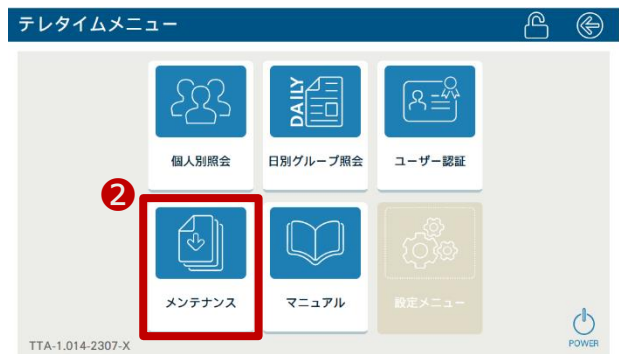 テレタイムメニュー
DAILY
個人別照会
日別グループ照会
ユーザー認証
2
メンテナンス
マニュアル
設定メニュー
TTA-1.014-2307-X
POWER